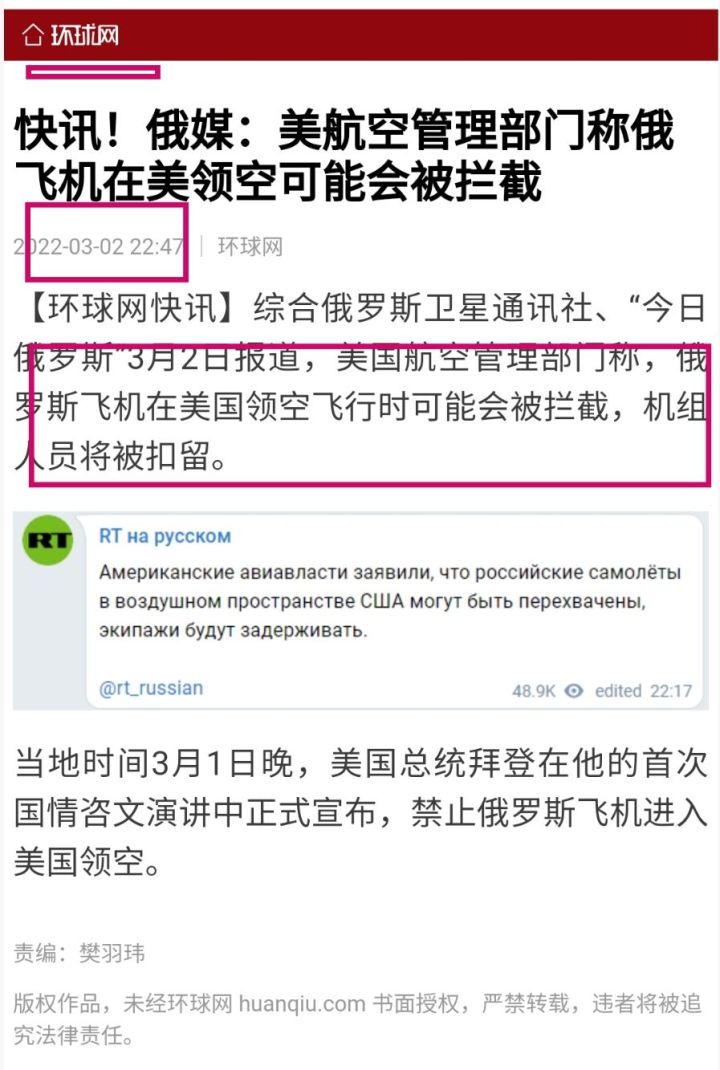 环球网
快讯！俄媒：美航空管理部门称俄
飞机在美领空可能会被拦截
2022-03-02 22:47 | 环球网
【环球网快讯】综合俄罗斯卫星通讯社、“今日
俄罗斯”3月2日报道，美国航空管理部门称，俄
罗斯飞机在美国领空飞行时可能会被拦截，机组
人员将被扣留。
RT
RT на русском
Американские авиавласти заявили, что российские самолёты
в воздушном пространстве США могут быть перехвачены,
экипажи будут задерживать.
@rt_russian 48.9K edited 22:17
当地时间3月1日晚，美国总统拜登在他的首次
国情咨文演讲中正式宣布，禁止俄罗斯飞机进入
美国领空。
责编：樊羽玮
版权作品，未经环球网 huanqiu.com 书面授权，严禁转载，违者将被追
究法律责任。